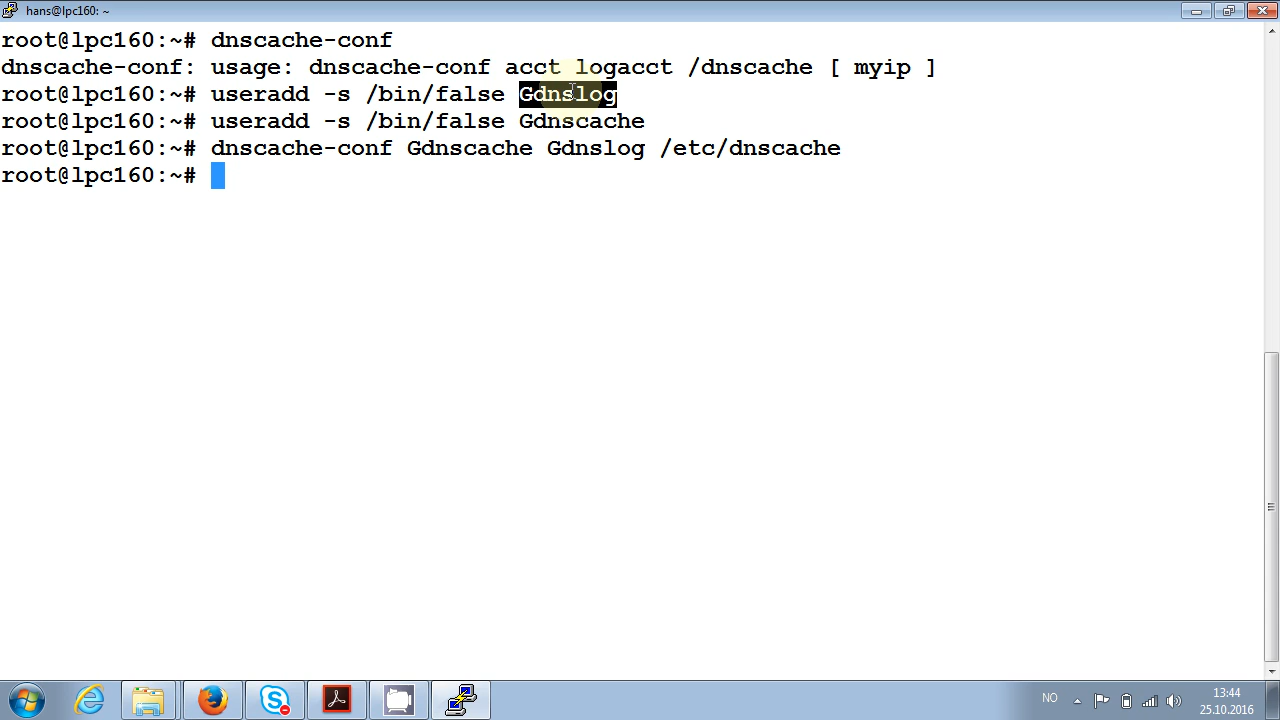 hans@lpc160: ~
root@lpc160:~# dnscache-conf
dnscache-conf: usage: dnscache-conf acct logacct /dnscache [ myip ]
root@lpc160:~# useradd -s /bin/false Gdnslog
root@lpc160:~# useradd -s /bin/false Gdnscache
root@lpc160:~# dnscache-conf Gdnscache Gdnslog /etc/dnscache
root@lpc160:~#
NO
13:44
25.10.2016